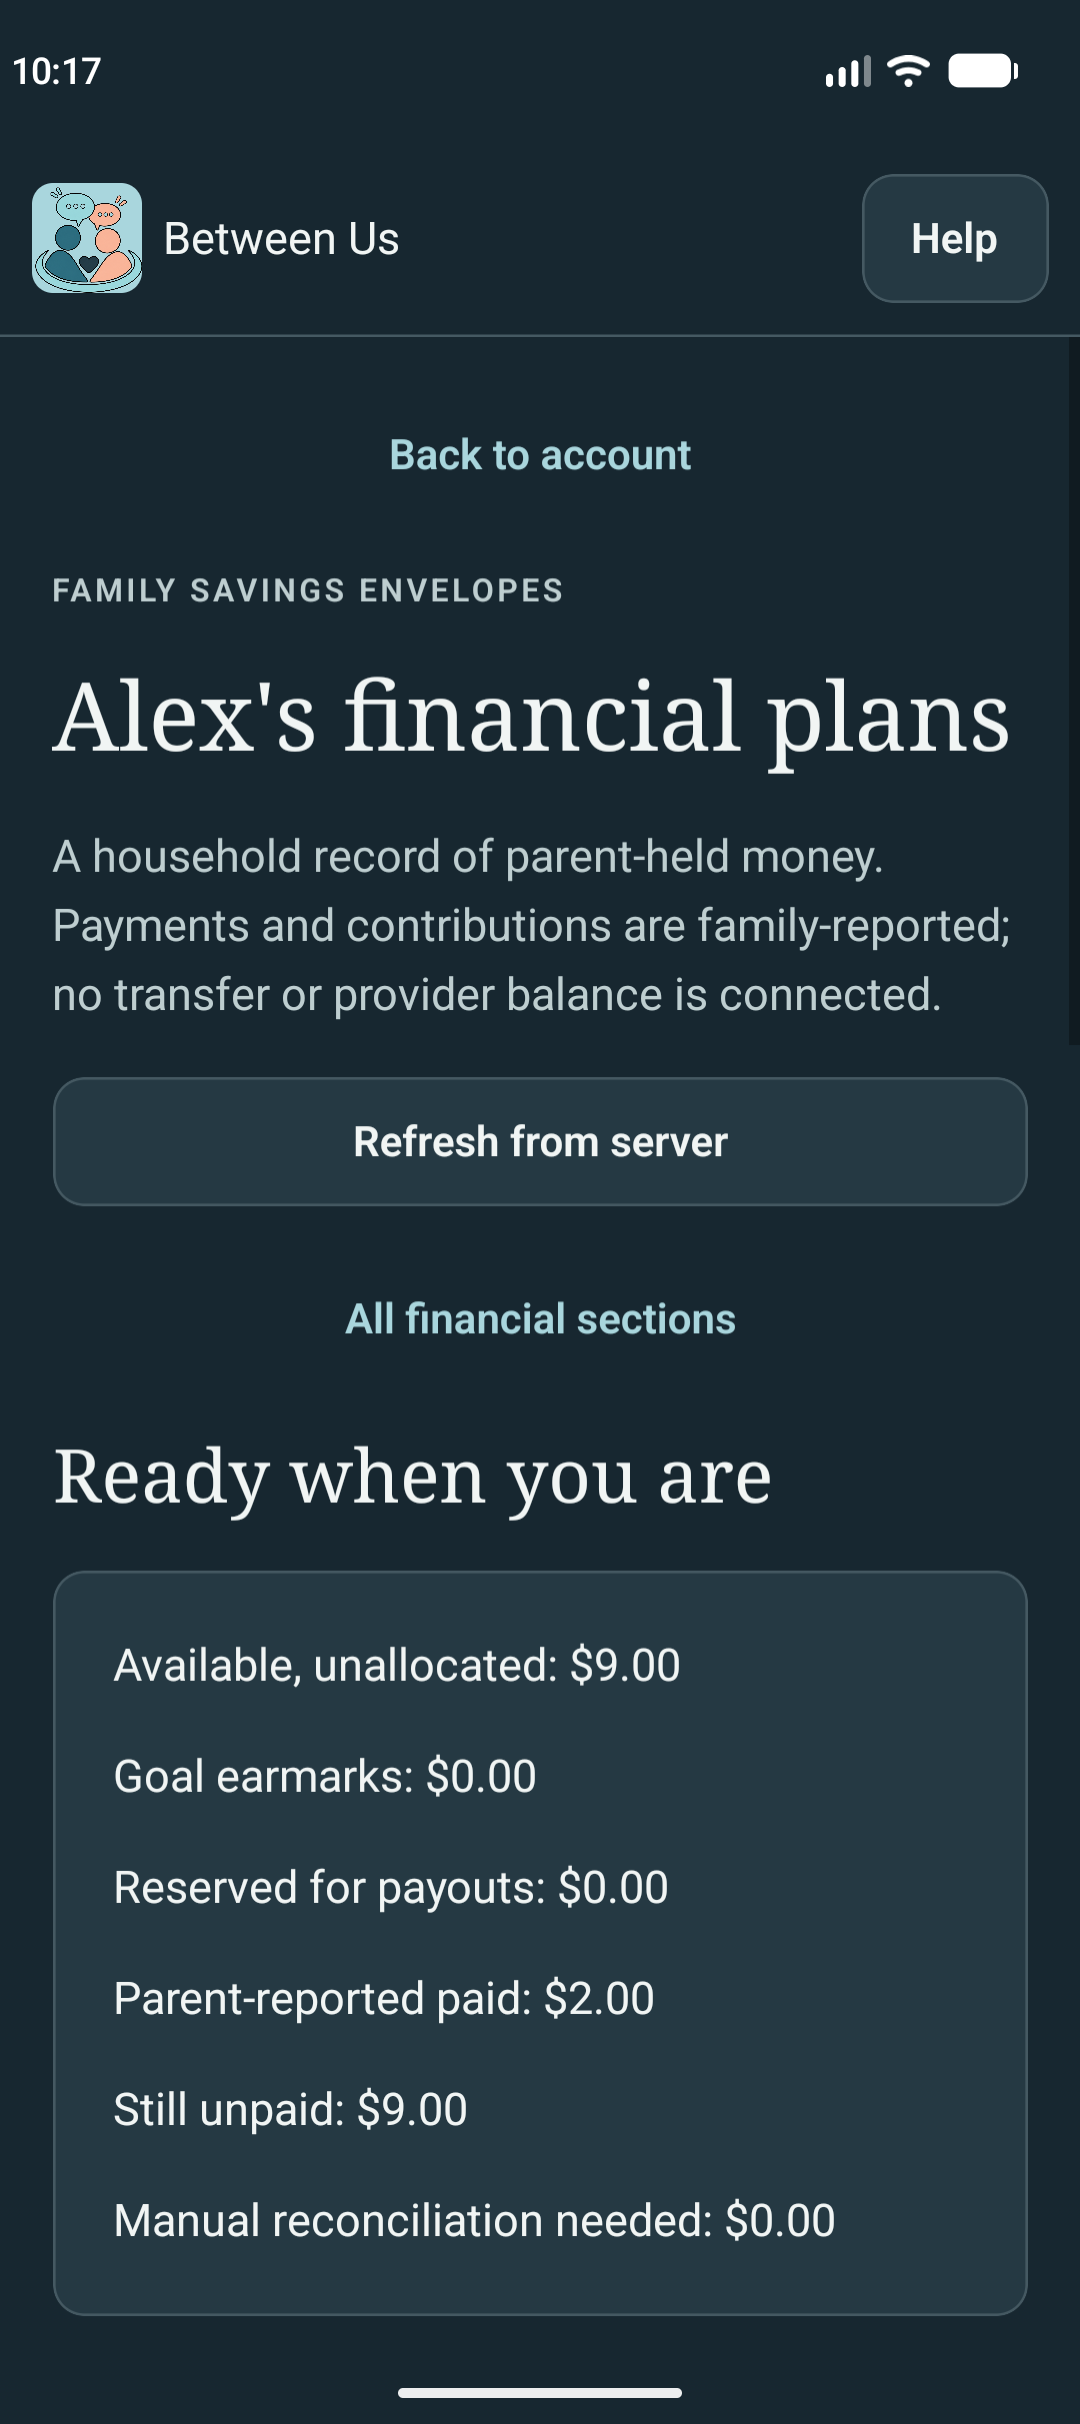 10:17
Between Us
Help
Back to account
FAMILY SAVINGS ENVELOPES
Alex's financial plans
A household record of parent-held money.
Payments and contributions are family-reported;
no transfer or provider balance is connected.
Refresh from server
All financial sections
Ready when you are
Available, unallocated: $9.00
Goal earmarks: $0.00
Reserved for payouts: $0.00
Parent-reported paid: $2.00
Still unpaid: $9.00
Manual reconciliation needed: $0.00